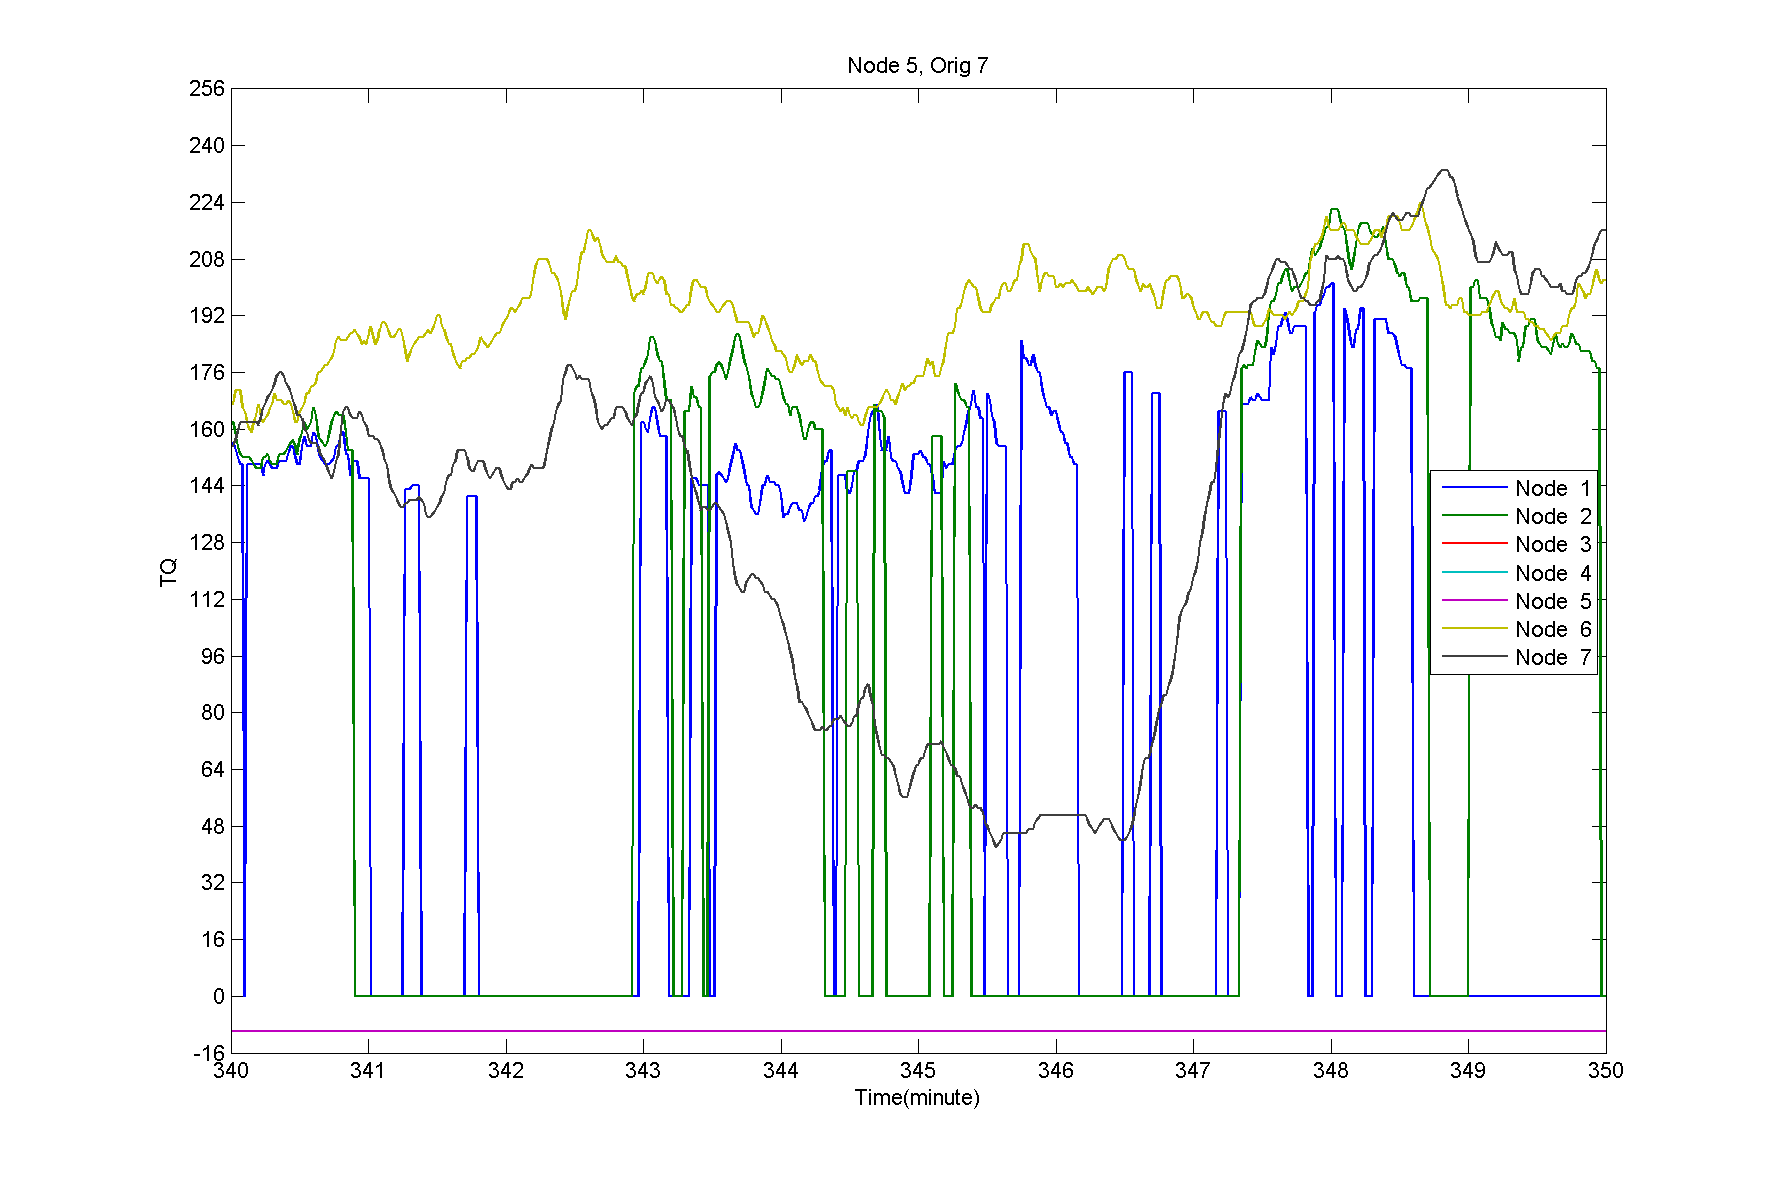 Node 5, Orig 7
256
240
224
208
192
176
160
144
128
112
96
80
64
48
32
16
0
-16
TQ
Node 1
Node 2
Node 3
Node 4
Node 5
Node 6
Node 7
340 341 342 343 344 345 346 347 348 349 350
Time(minute)